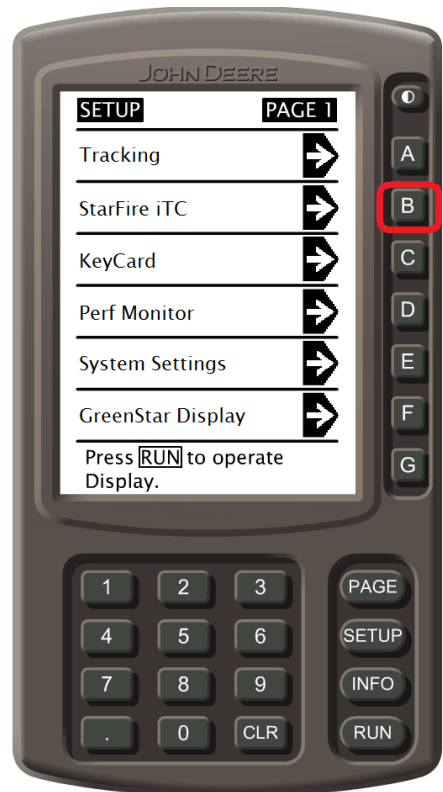 JOHN DEERE
SETUP PAGE 1
Tracking A
StarFire iTC B
KeyCard C
Perf Monitor D
System Settings E
GreenStar Display F
Press RUN to operate G
Display.
1 2 3 PAGE
4 5 6 SETUP
7 8 9 INFO
. 0 CLR RUN